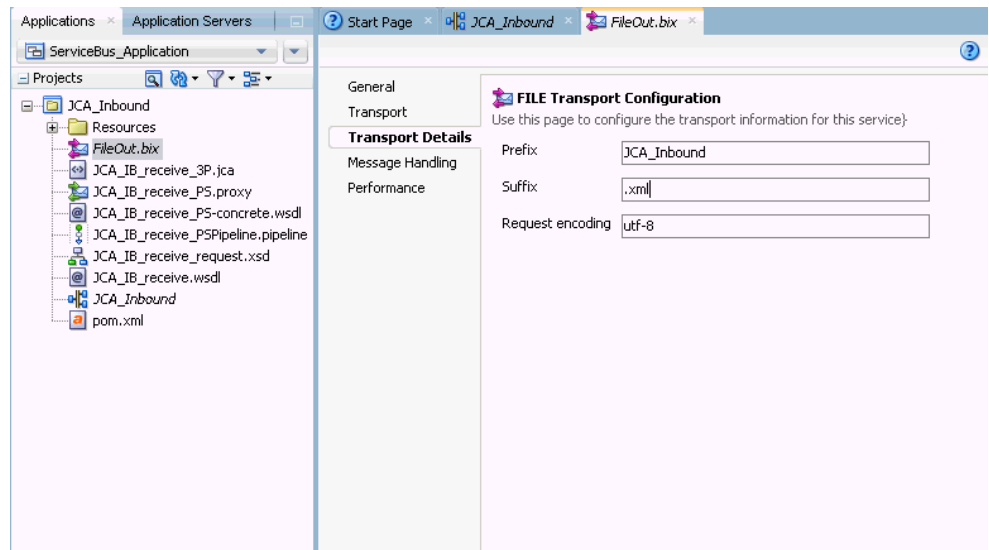 Applications
Application Servers
Start Page
JCA_Inbound
FileOut.bix
ServiceBus_Application
Projects
JCA_Inbound
Resources
FileOut.bix
JCA_IB_receive_3P.jca
JCA_IB_receive_PS.proxy
JCA_IB_receive_PS-concrete.wsdl
JCA_IB_receive_PSPipeline.pipeline
JCA_IB_receive_request.xsd
JCA_IB_receive.wsdl
JCA_Inbound
pom.xml
General
Transport
Transport Details
Message Handling
Performance
FILE Transport Configuration
Use this page to configure the transport information for this service}
Prefix JCA_Inbound
Suffix .xml
Request encoding utf-8